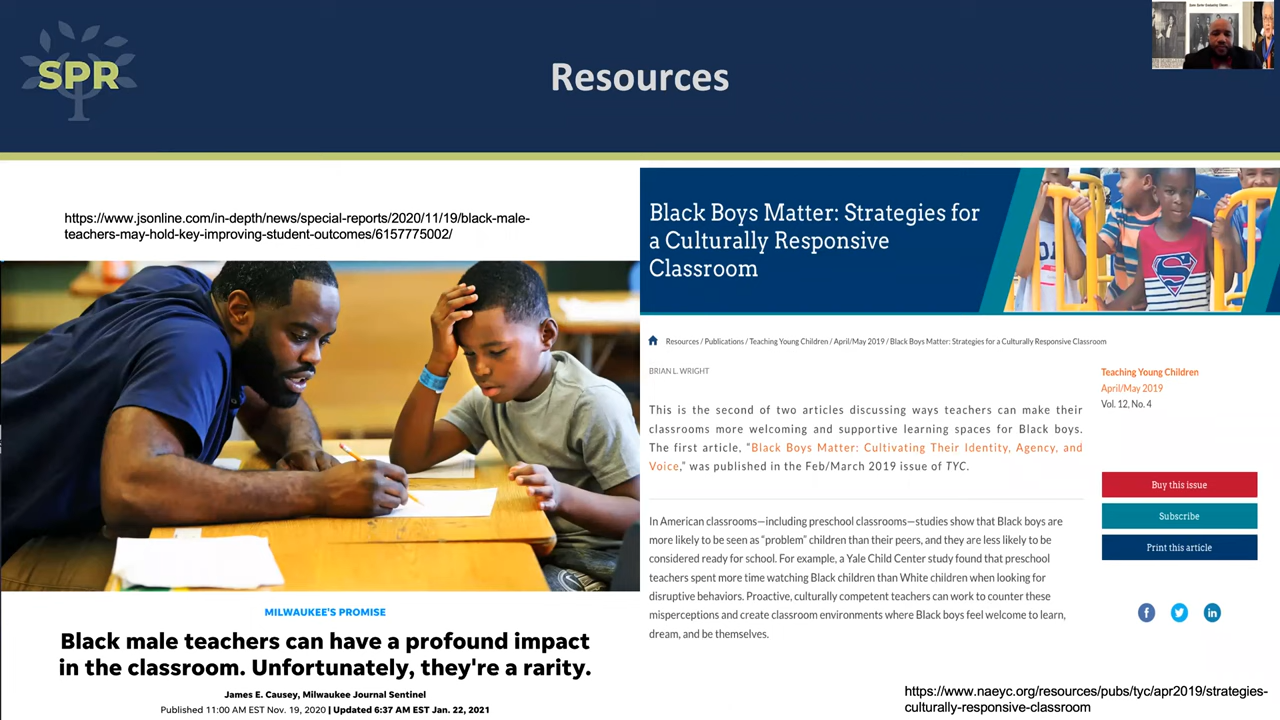 SPR
Resources
https://www.jsonline.com/in-depth/news/special-reports/2020/11/19/black-male-
teachers-may-hold-key-improving-student-outcomes/6157775002/
MILWAUKEE'S PROMISE
Black male teachers can have a profound impact
in the classroom. Unfortunately, they're a rarity.
James E. Causey, Milwaukee Journal Sentinel
Published 11:00 AM EST Nov. 19, 2020 | Updated 6:37 AM EST Jan. 22, 2021
Black Boys Matter: Strategies for
a Culturally Responsive
Classroom
Resources / Publications / Teaching Young Children / April/May 2019 / Black Boys Matter: Strategies for a Culturally Responsive Classroom
BRIAN L. WRIGHT
This is the second of two articles discussing ways teachers can make their
classrooms more welcoming and supportive learning spaces for Black boys.
The first article, “Black Boys Matter: Cultivating Their Identity, Agency, and
Voice,” was published in the Feb/March 2019 issue of TYC.
In American classrooms—including preschool classrooms—studies show that Black boys are
more likely to be seen as “problem” children than their peers, and they are less likely to be
considered ready for school. For example, a Yale Child Center study found that preschool
teachers spent more time watching Black children than White children when looking for
disruptive behaviors. Proactive, culturally competent teachers can work to counter these
misperceptions and create classroom environments where Black boys feel welcome to learn,
dream, and be themselves.
Teaching Young Children
April/May 2019
Vol. 12, No. 4
Buy this issue
Subscribe
Print this article
https://www.naeyc.org/resources/pubs/tyc/apr2019/strategies-
culturally-responsive-classroom